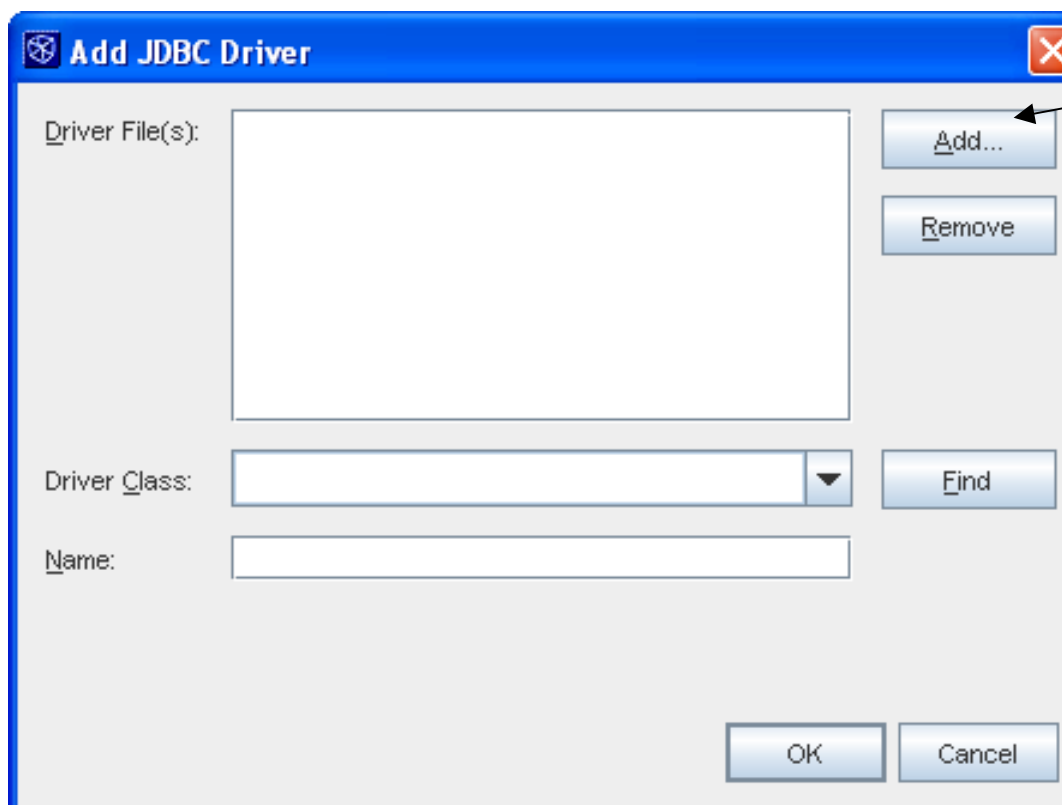 Add JDBC Driver
Driver File(s):
Add...
Remove
Driver Class:
Find
Name:
OK
Cancel